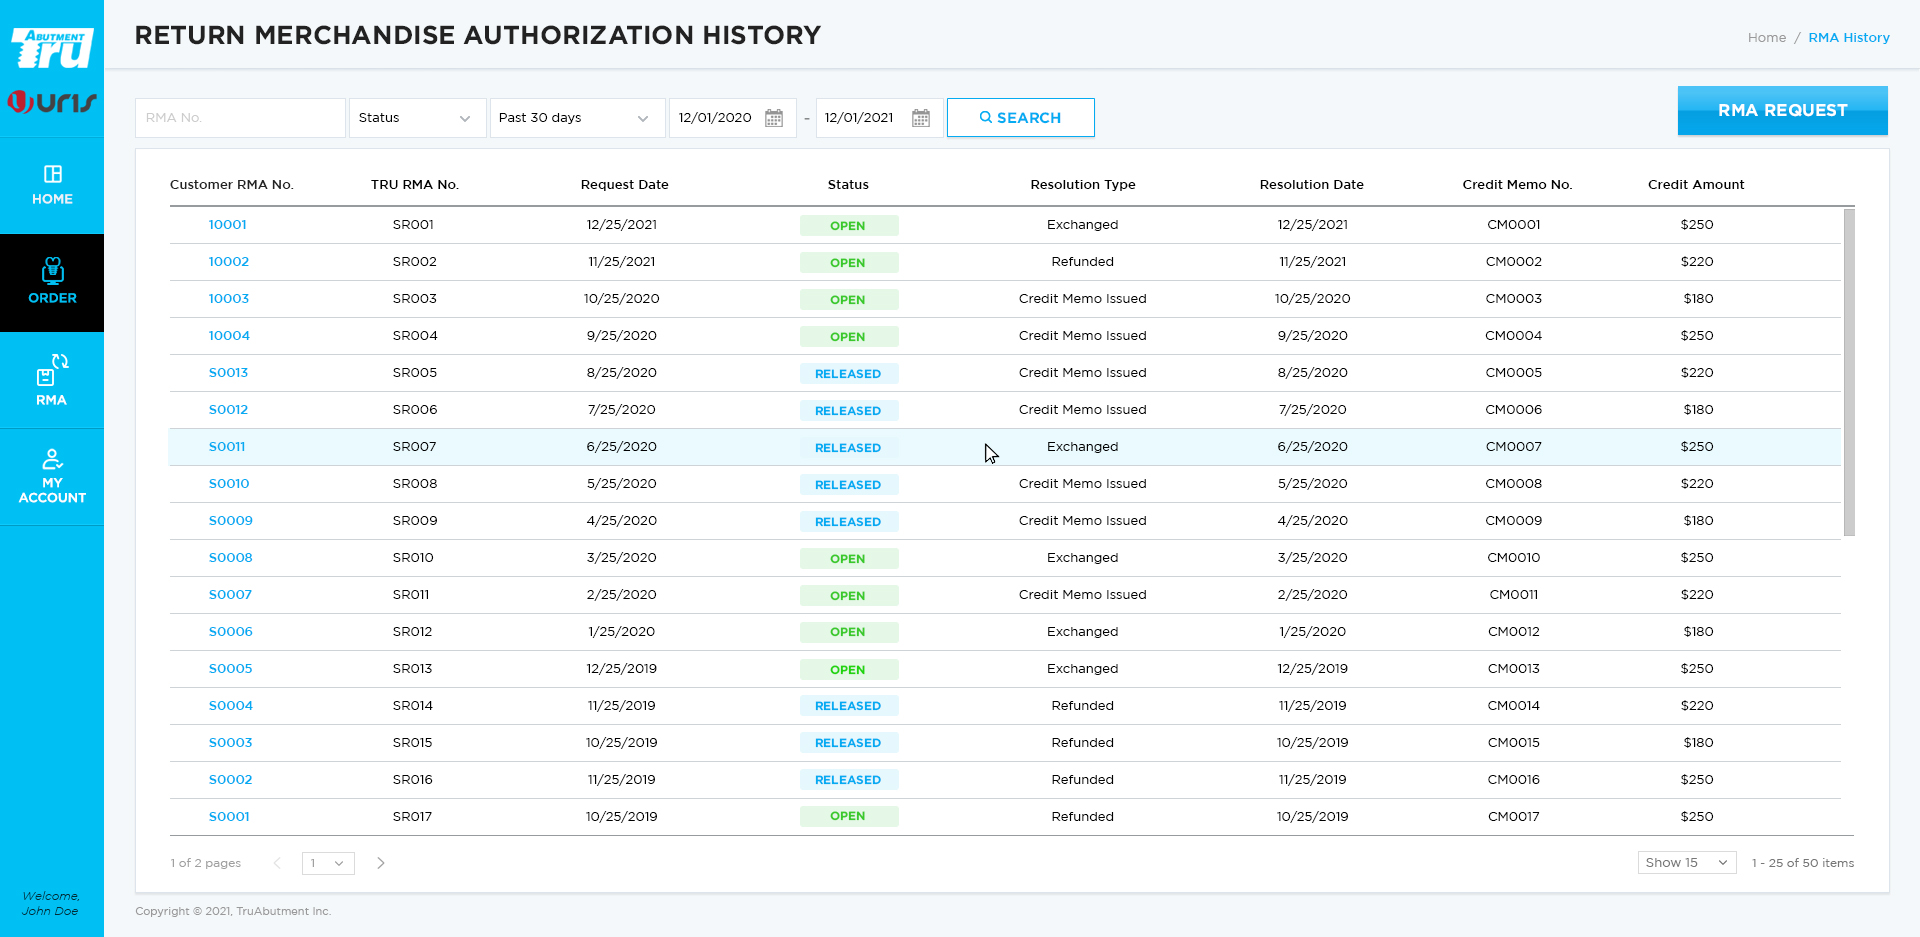 ABUTMENT
Tru
URIS
HOME
ORDER
RMA
MY
ACCOUNT
Welcome,
John Doe
RETURN MERCHANDISE AUTHORIZATION HISTORY
Home / RMA History
RMA No. Status Past 30 days 12/01/2020 - 12/01/2021 SEARCH RMA REQUEST
Customer RMA No. TRU RMA No. Request Date Status Resolution Type Resolution Date Credit Memo No. Credit Amount
10001 SR001 12/25/2021 OPEN Exchanged 12/25/2021 CM0001 $250
10002 SR002 11/25/2021 OPEN Refunded 11/25/2021 CM0002 $220
10003 SR003 10/25/2020 OPEN Credit Memo Issued 10/25/2020 CM0003 $180
10004 SR004 9/25/2020 OPEN Credit Memo Issued 9/25/2020 CM0004 $250
S0013 SR005 8/25/2020 RELEASED Credit Memo Issued 8/25/2020 CM0005 $220
S0012 SR006 7/25/2020 RELEASED Credit Memo Issued 7/25/2020 CM0006 $180
S0011 SR007 6/25/2020 RELEASED Exchanged 6/25/2020 CM0007 $250
S0010 SR008 5/25/2020 RELEASED Credit Memo Issued 5/25/2020 CM0008 $220
S0009 SR009 4/25/2020 RELEASED Credit Memo Issued 4/25/2020 CM0009 $180
S0008 SR010 3/25/2020 OPEN Exchanged 3/25/2020 CM0010 $250
S0007 SR011 2/25/2020 OPEN Credit Memo Issued 2/25/2020 CM0011 $220
S0006 SR012 1/25/2020 OPEN Exchanged 1/25/2020 CM0012 $180
S0005 SR013 12/25/2019 OPEN Exchanged 12/25/2019 CM0013 $250
S0004 SR014 11/25/2019 RELEASED Refunded 11/25/2019 CM0014 $220
S0003 SR015 10/25/2019 RELEASED Refunded 10/25/2019 CM0015 $180
S0002 SR016 11/25/2019 RELEASED Refunded 11/25/2019 CM0016 $250
S0001 SR017 10/25/2019 OPEN Refunded 10/25/2019 CM0017 $250
1 of 2 pages 1 Show 15 1 - 25 of 50 items
Copyright © 2021, TruAbutment Inc.